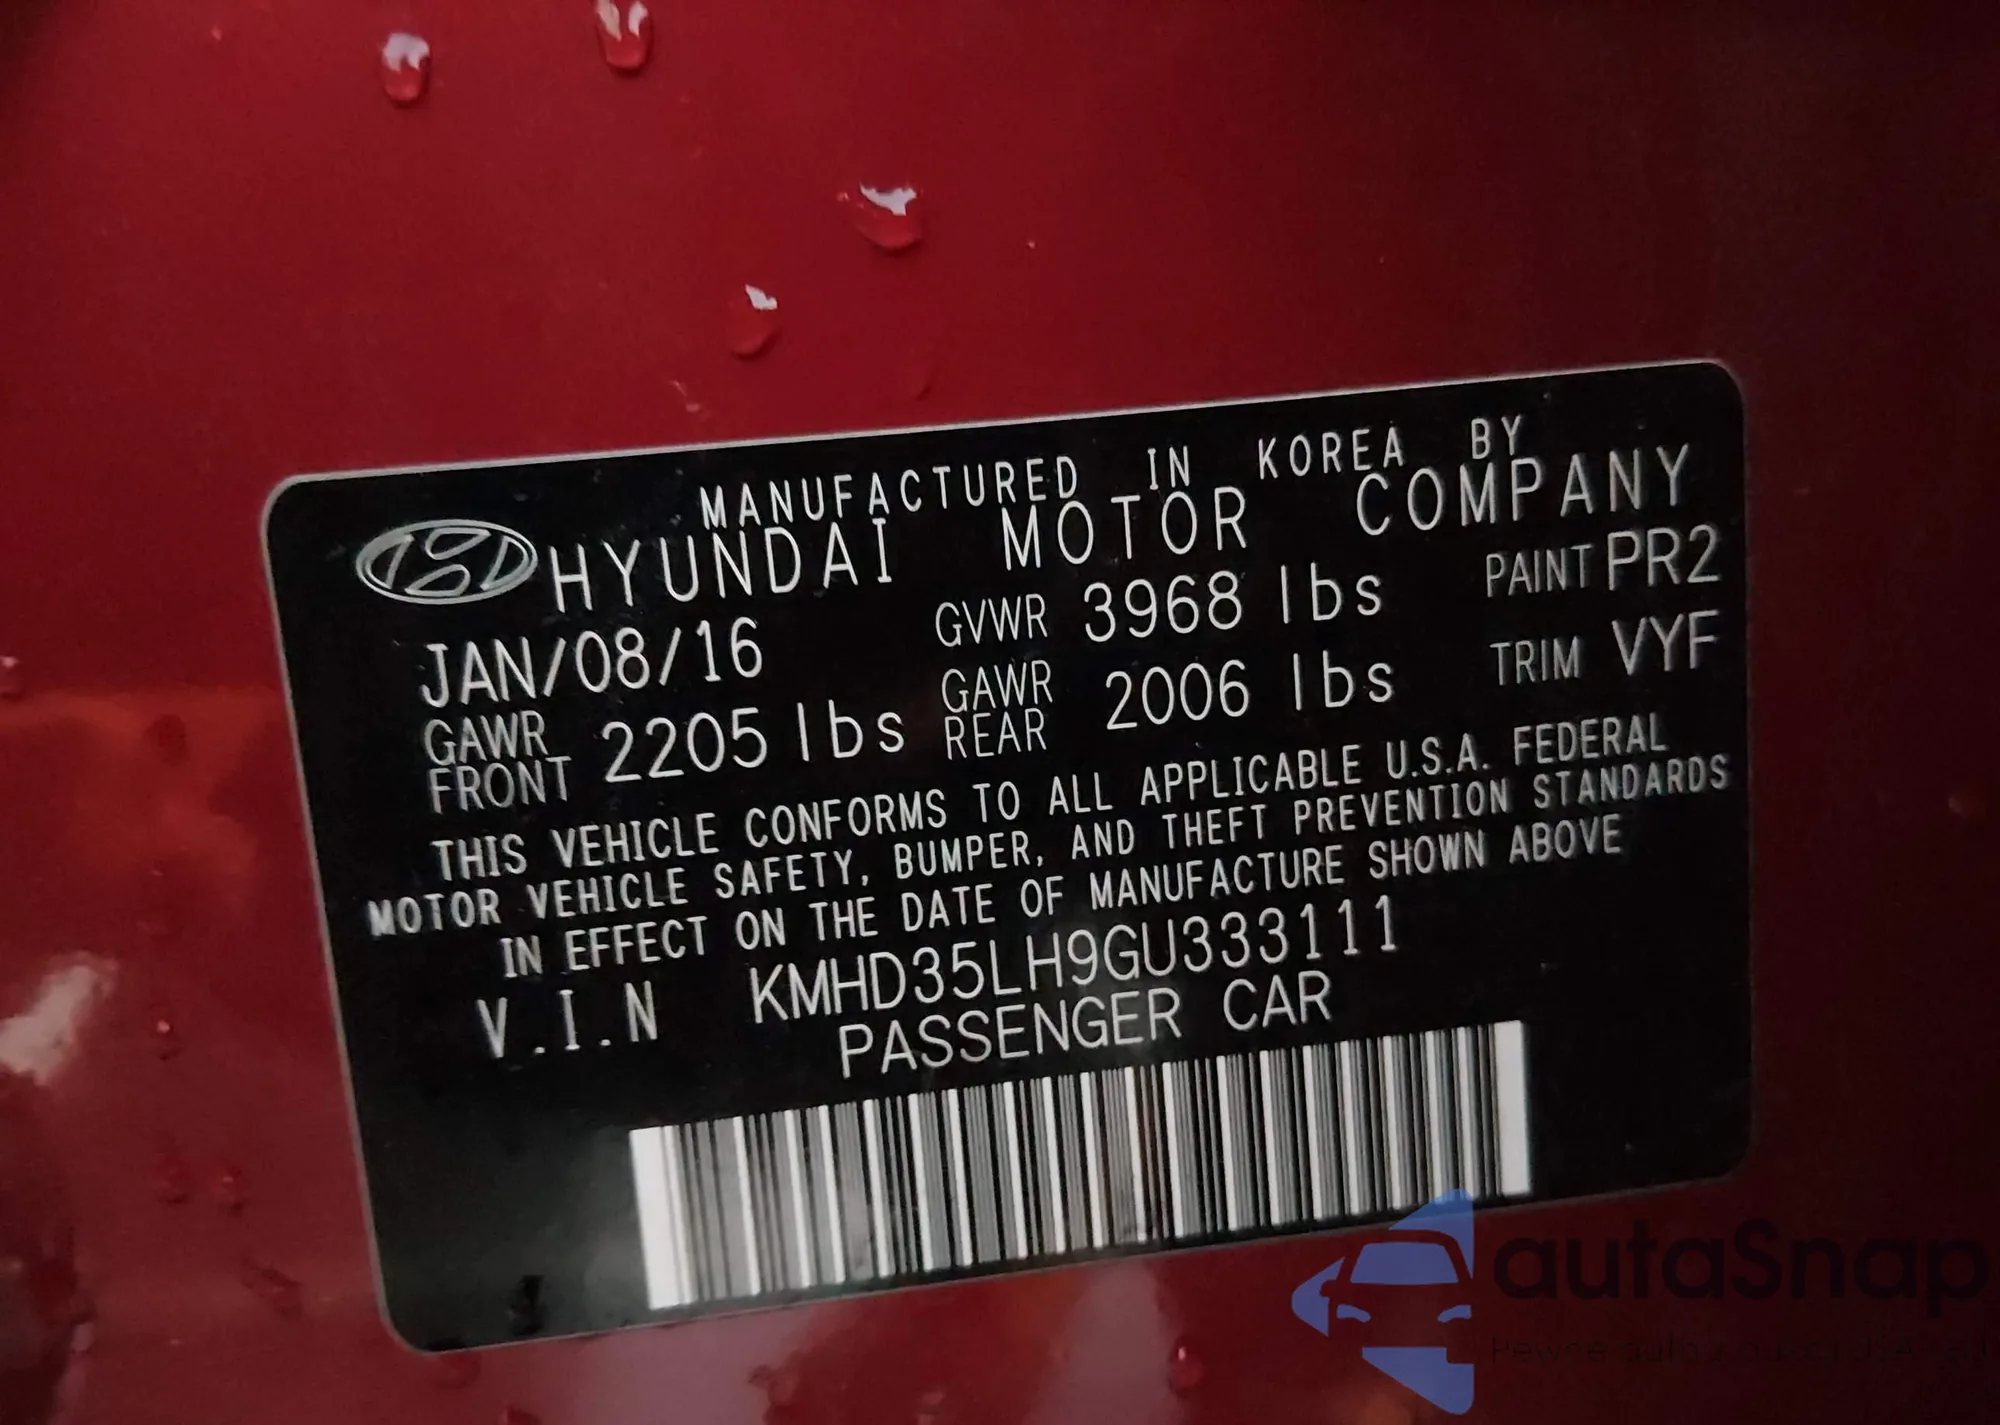 MANUFACTURED IN KOREA BY
HYUNDAI MOTOR COMPANY
JAN/08/16 GVWR 3968 lbs PAINT PR2
GAWR FRONT 2205 lbs GAWR REAR 2006 lbs TRIM VYF
THIS VEHICLE CONFORMS TO ALL APPLICABLE U.S.A. FEDERAL
MOTOR VEHICLE SAFETY, BUMPER, AND THEFT PREVENTION STANDARDS
IN EFFECT ON THE DATE OF MANUFACTURE SHOWN ABOVE
V.I.N KMHD35LH9GU333111
PASSENGER CAR
autaSnap